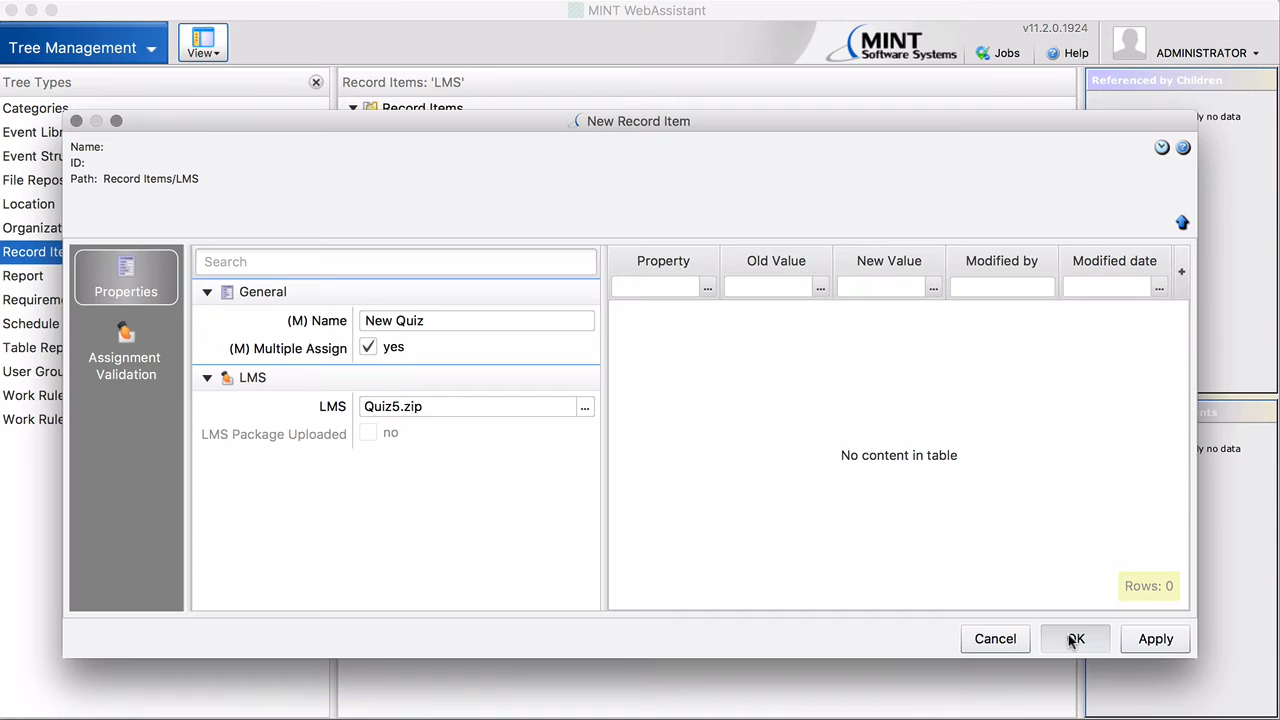 MINT WebAssistant
Tree Management
View
MINT
Software Systems
v11.2.0.1924
Jobs
Help
ADMINISTRATOR
Tree Types
Record Items: 'LMS'
Referenced by Children
Categories
Record Items
Event Lib
Event Stru
File Repos
Location
Organizat
Record Ite
Report
Requirem
Schedule
Table Rep
User Grou
Work Rule
Work Rule
New Record Item
Name:
ID:
Path: Record Items/LMS
Properties
Assignment
Validation
Search
General
(M) Name New Quiz
(M) Multiple Assign yes
LMS
LMS Quiz5.zip ...
LMS Package Uploaded no
Property Old Value New Value Modified by Modified date +
... ... ... ...
No content in table
Rows: 0
Cancel OK Apply
y no data
nts
y no data